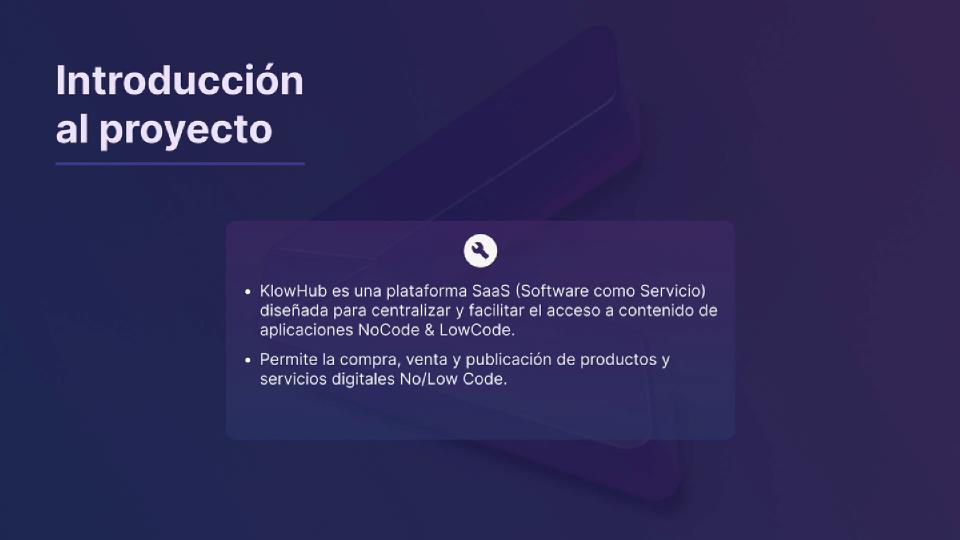 Introducción
al proyecto
• KlowHub es una plataforma SaaS (Software como Servicio)
diseñada para centralizar y facilitar el acceso a contenido de
aplicaciones NoCode & LowCode.
• Permite la compra, venta y publicación de productos y
servicios digitales No/Low Code.